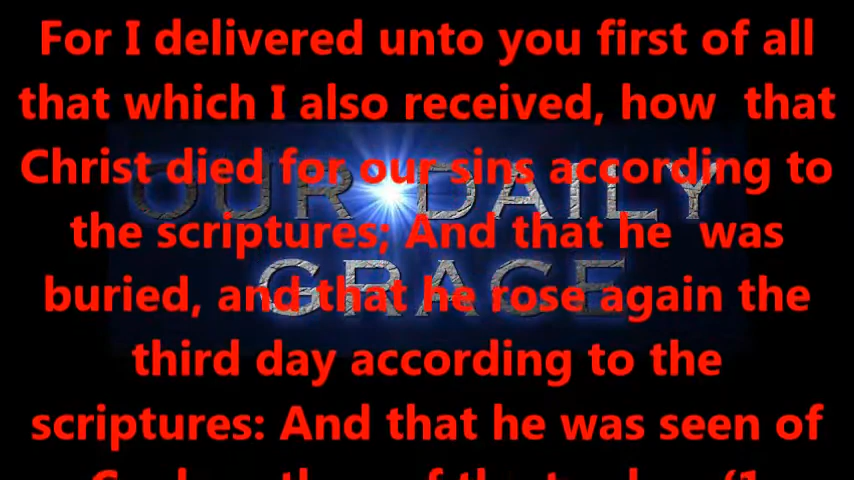 For I delivered unto you first of all
that which I also received, how that
Christ died for our sins according to
the scriptures; And that he was
buried, and that he rose again the
third day according to the
scriptures: And that he was seen of
OUR DAILY
GRACE